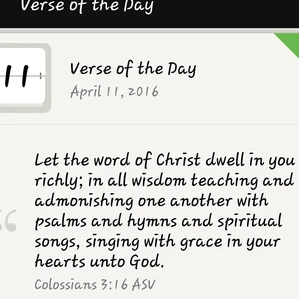 Verse of the Day
11
Verse of the Day
April 11, 2016
Let the word of Christ dwell in you
richly; in all wisdom teaching and
admonishing one another with
psalms and hymns and spiritual
songs, singing with grace in your
hearts unto God.
Colossians 3:16 ASV